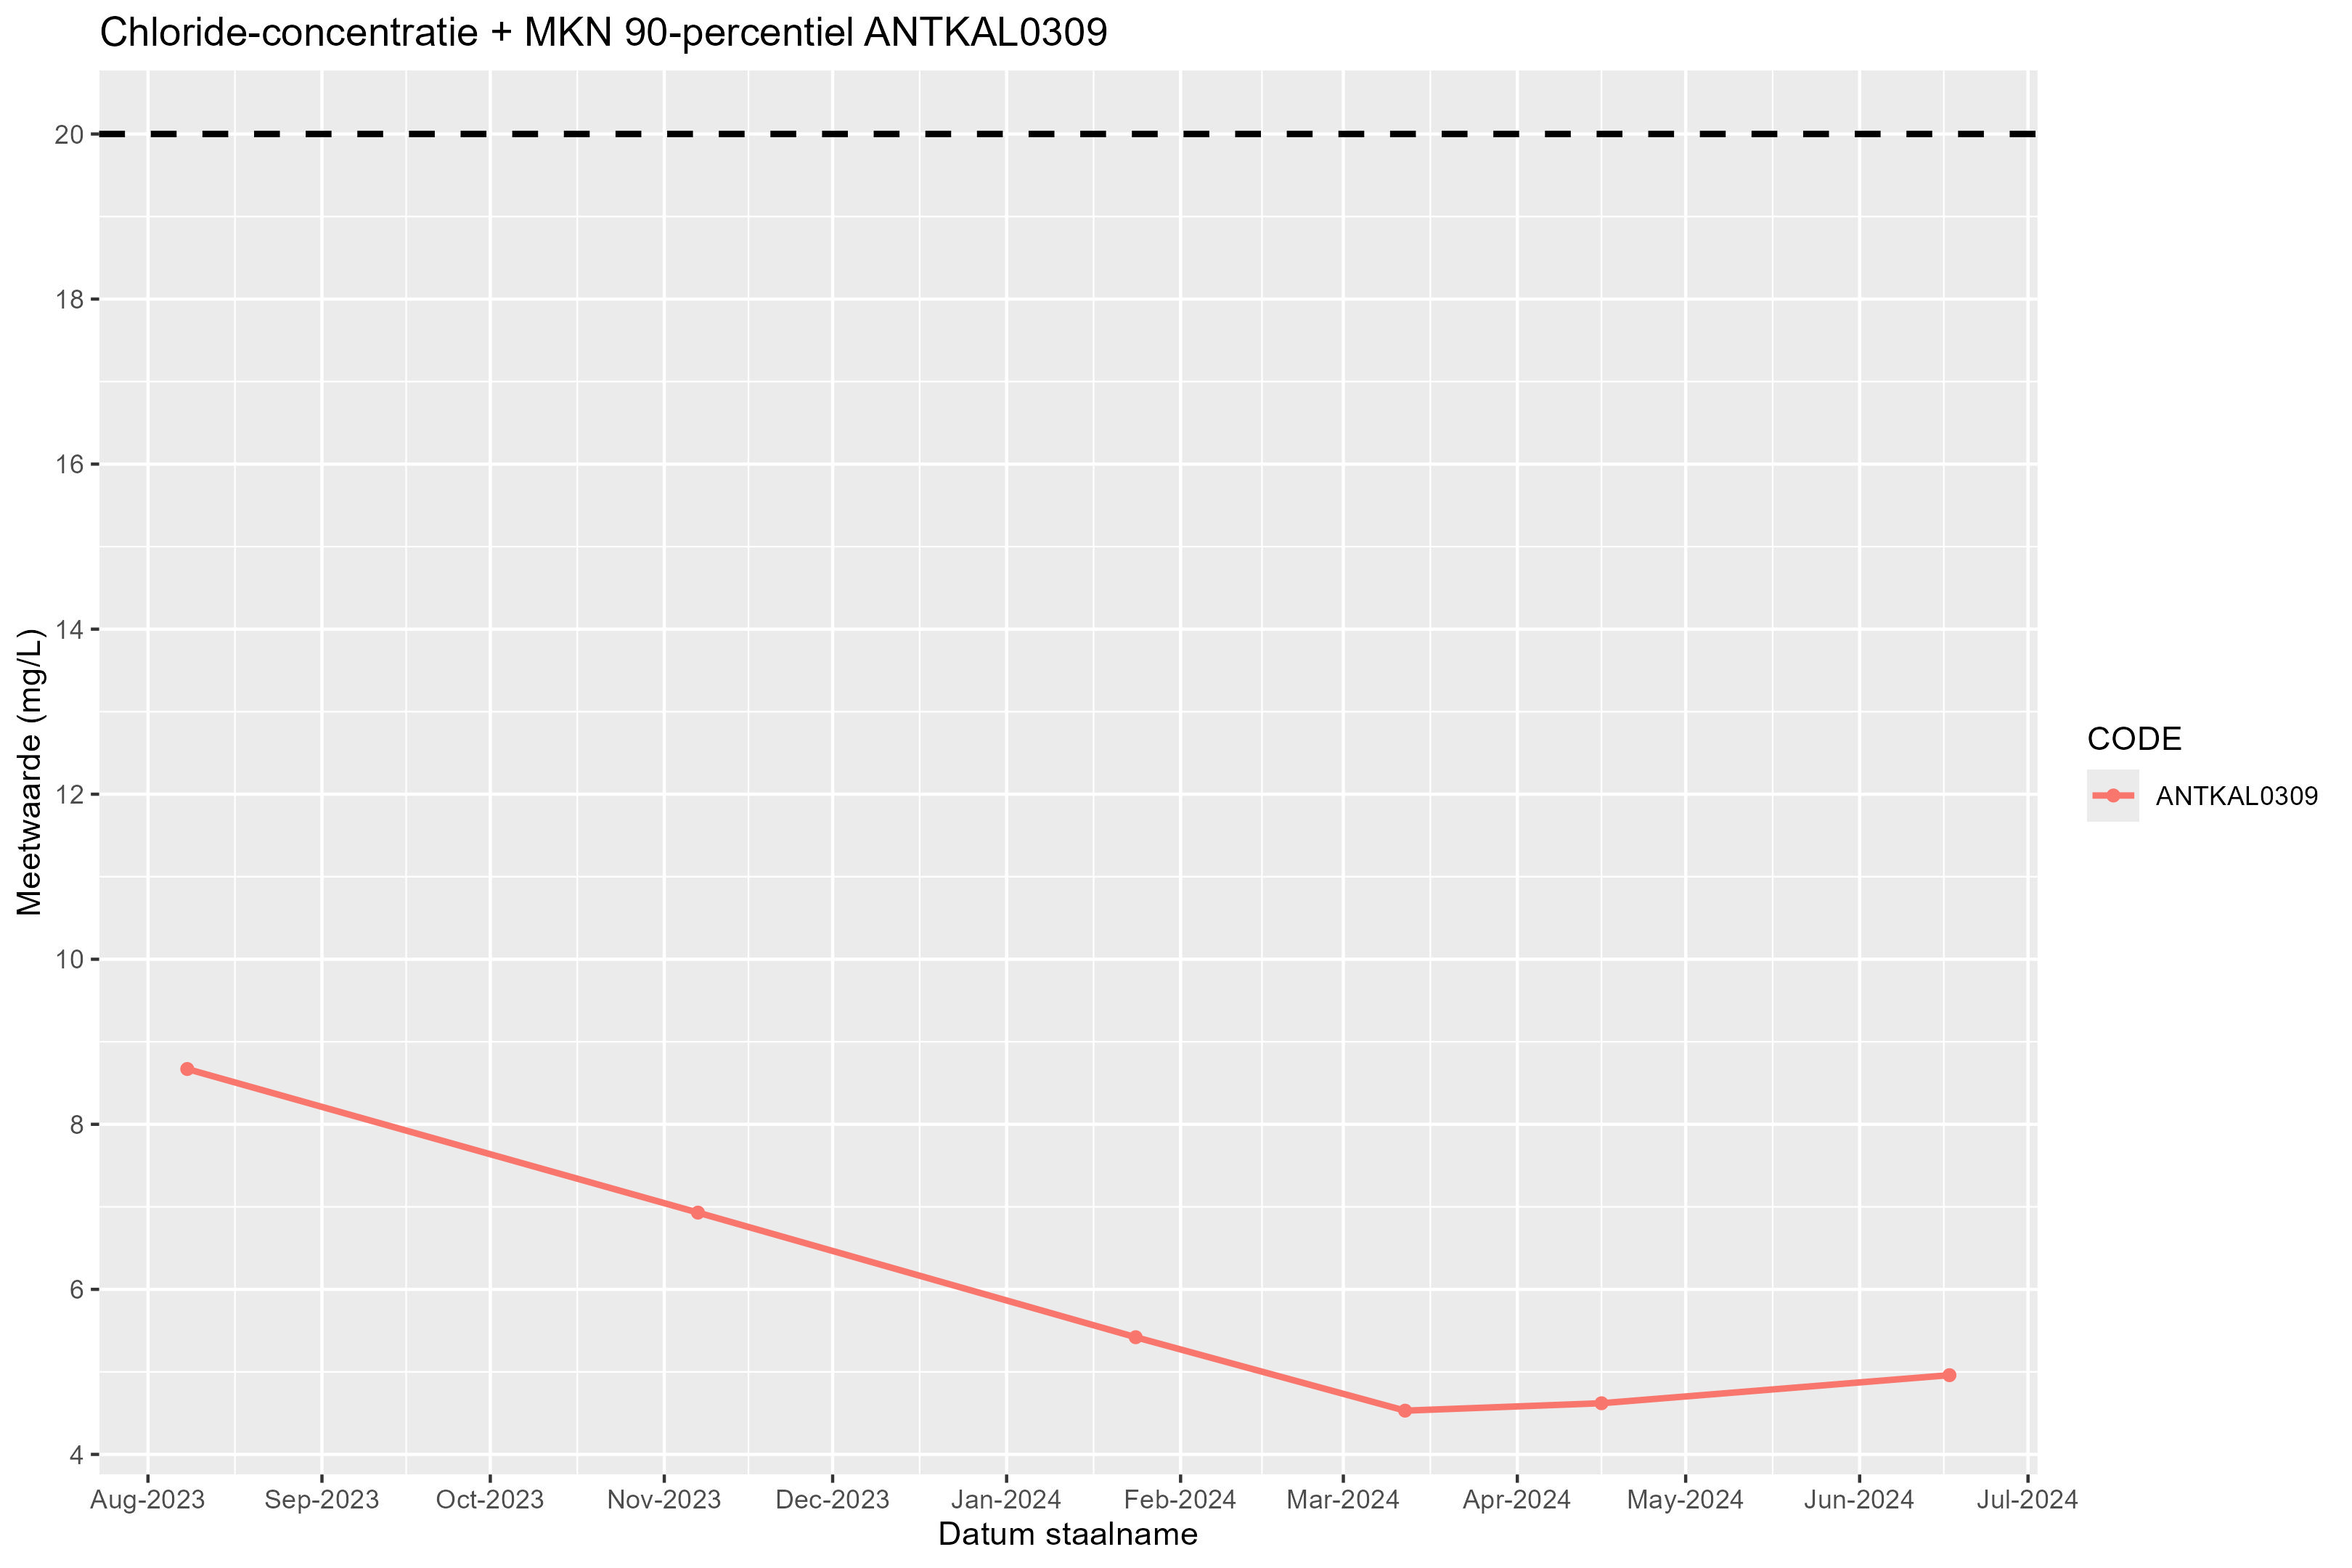 Chloride-concentratie + MKN 90-percentiel ANTKAL0309
Meetwaarde (mg/L)
20
18
16
14
12
10
8
6
4
Aug-2023 Sep-2023 Oct-2023 Nov-2023 Dec-2023 Jan-2024 Feb-2024 Mar-2024 Apr-2024 May-2024 Jun-2024 Jul-2024
Datum staalname
CODE
ANTKAL0309